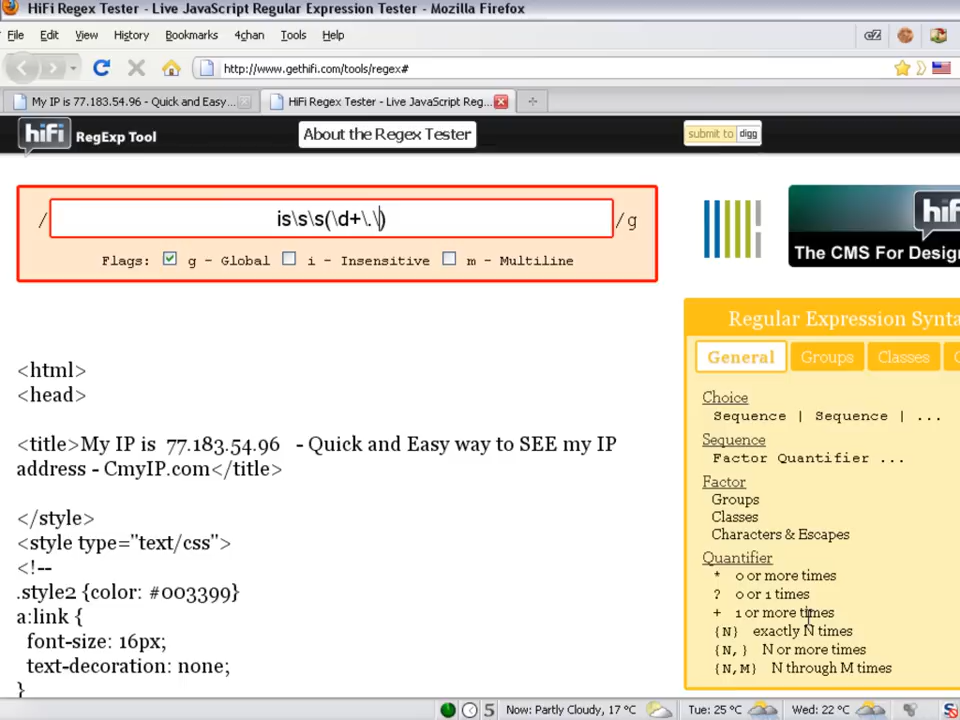 HiFi Regex Tester - Live JavaScript Regular Expression Tester - Mozilla Firefox
File Edit View History Bookmarks 4chan Tools Help
http://www.gethifi.com/tools/regex#
My IP is 77.183.54.96 - Quick and Easy... HiFi Regex Tester - Live JavaScript Reg...
hifi RegExp Tool About the Regex Tester submit to digg
/ is\s\s(\d+\.\) /g
Flags: g - Global i - Insensitive m - Multiline
hifi
The CMS For Design
Regular Expression Synta
General Groups Classes
Choice
Sequence | Sequence | ...
Sequence
Factor Quantifier ...
Factor
Groups
Classes
Characters & Escapes
Quantifier
* 0 or more times
? 0 or 1 times
+ 1 or more times
{N} exactly N times
{N,} N or more times
{N,M} N through M times
<html>
<head>
<title>My IP is 77.183.54.96 - Quick and Easy way to SEE my IP
address - CmyIP.com</title>
</style>
<style type="text/css">
<!--
.style2 {color: #003399}
a:link {
font-size: 16px;
text-decoration: none;
}
5 Now: Partly Cloudy, 17 °C Tue: 25 °C Wed: 22 °C